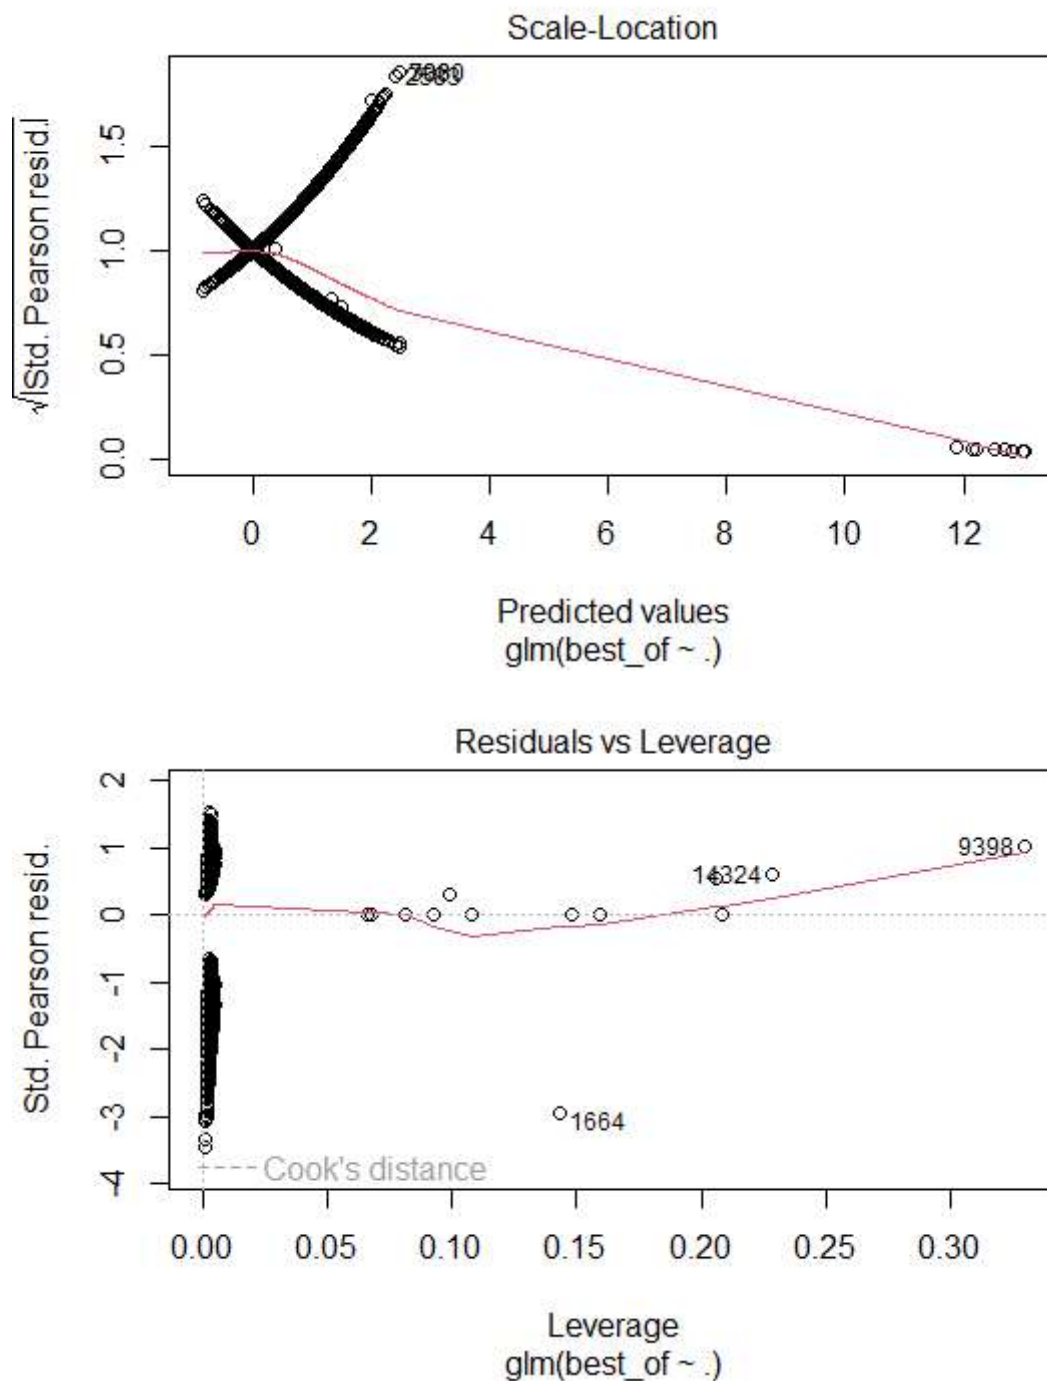 Scale-Location
√|Std. Pearson resid.|
0.0 0.5 1.0 1.5
0 2 4 6 8 10 12
Predicted values
glm(best_of ~ .)
Residuals vs Leverage
Std. Pearson resid.
-4 -3 -2 -1 0 1 2
9398
14324
1664
Cook's distance
0.00 0.05 0.10 0.15 0.20 0.25 0.30
Leverage
glm(best_of ~ .)